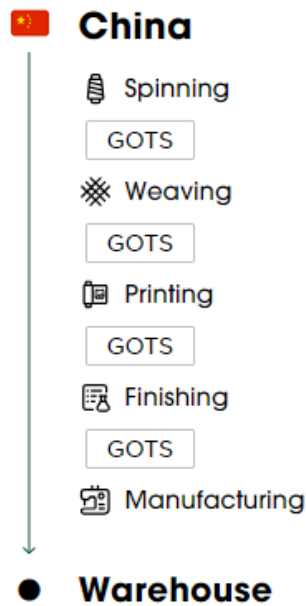 China
Spinning
GOTS
Weaving
GOTS
Printing
GOTS
Finishing
GOTS
Manufacturing
Warehouse